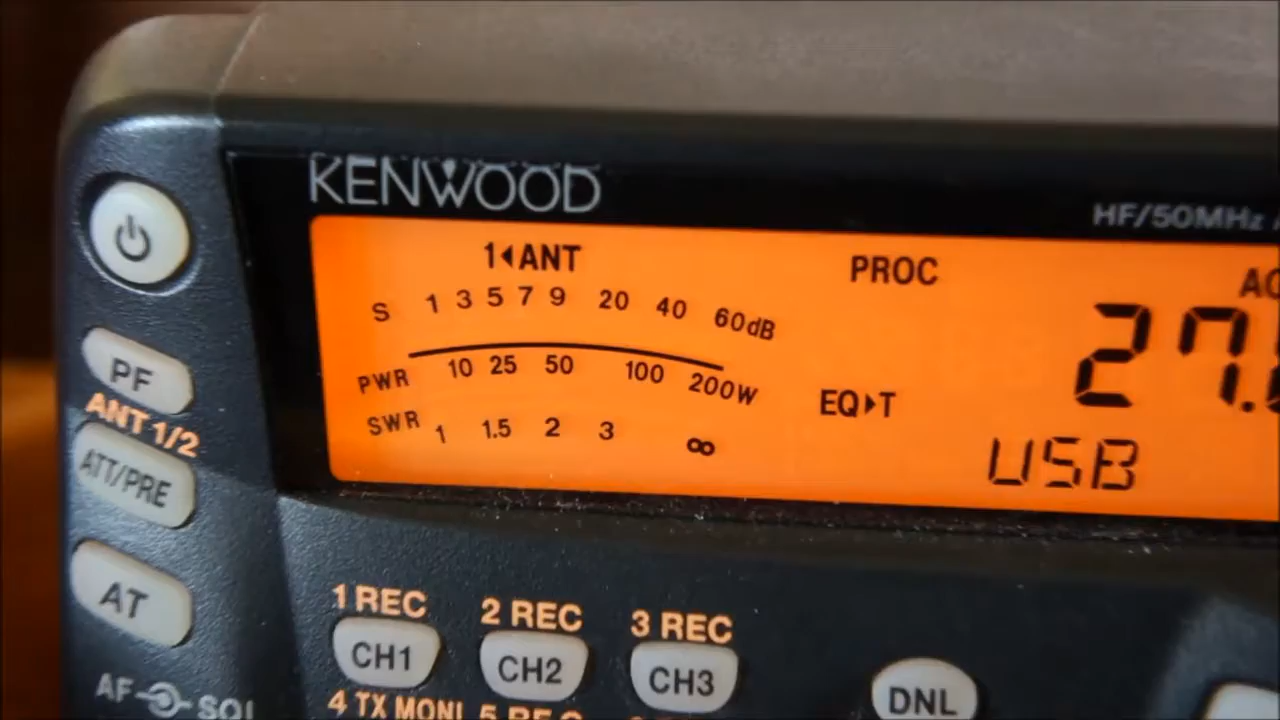 KENWOOD
HF/50MHz
1◂ANT
PROC
S 1 3 5 7 9 20 40 60dB
PWR 10 25 50 100 200W
EQ▸T
27.
SWR 1 1.5 2 3 ∞
USB
PF
ANT 1/2
ATT/PRE
AT
1 REC 2 REC 3 REC
CH1 CH2 CH3
DNL
AF SQL
4 TX MONI 5 REC